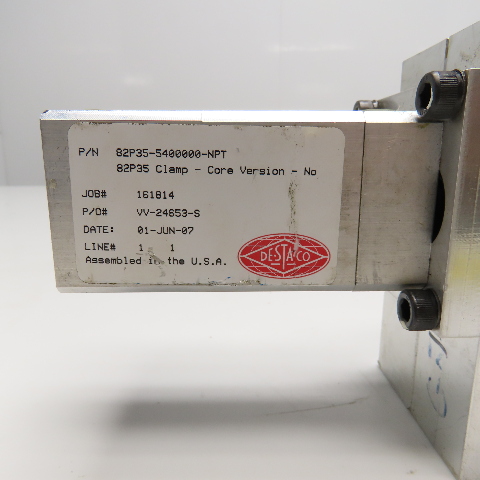 P/N 82P35-5400000-NPT
82P35 Clamp - Core Version - No
JOB# 161814
P/O# VV-24653-S
DATE: 01-JUN-07
LINE# 1 1
Assembled in the U.S.A.
DESTACO